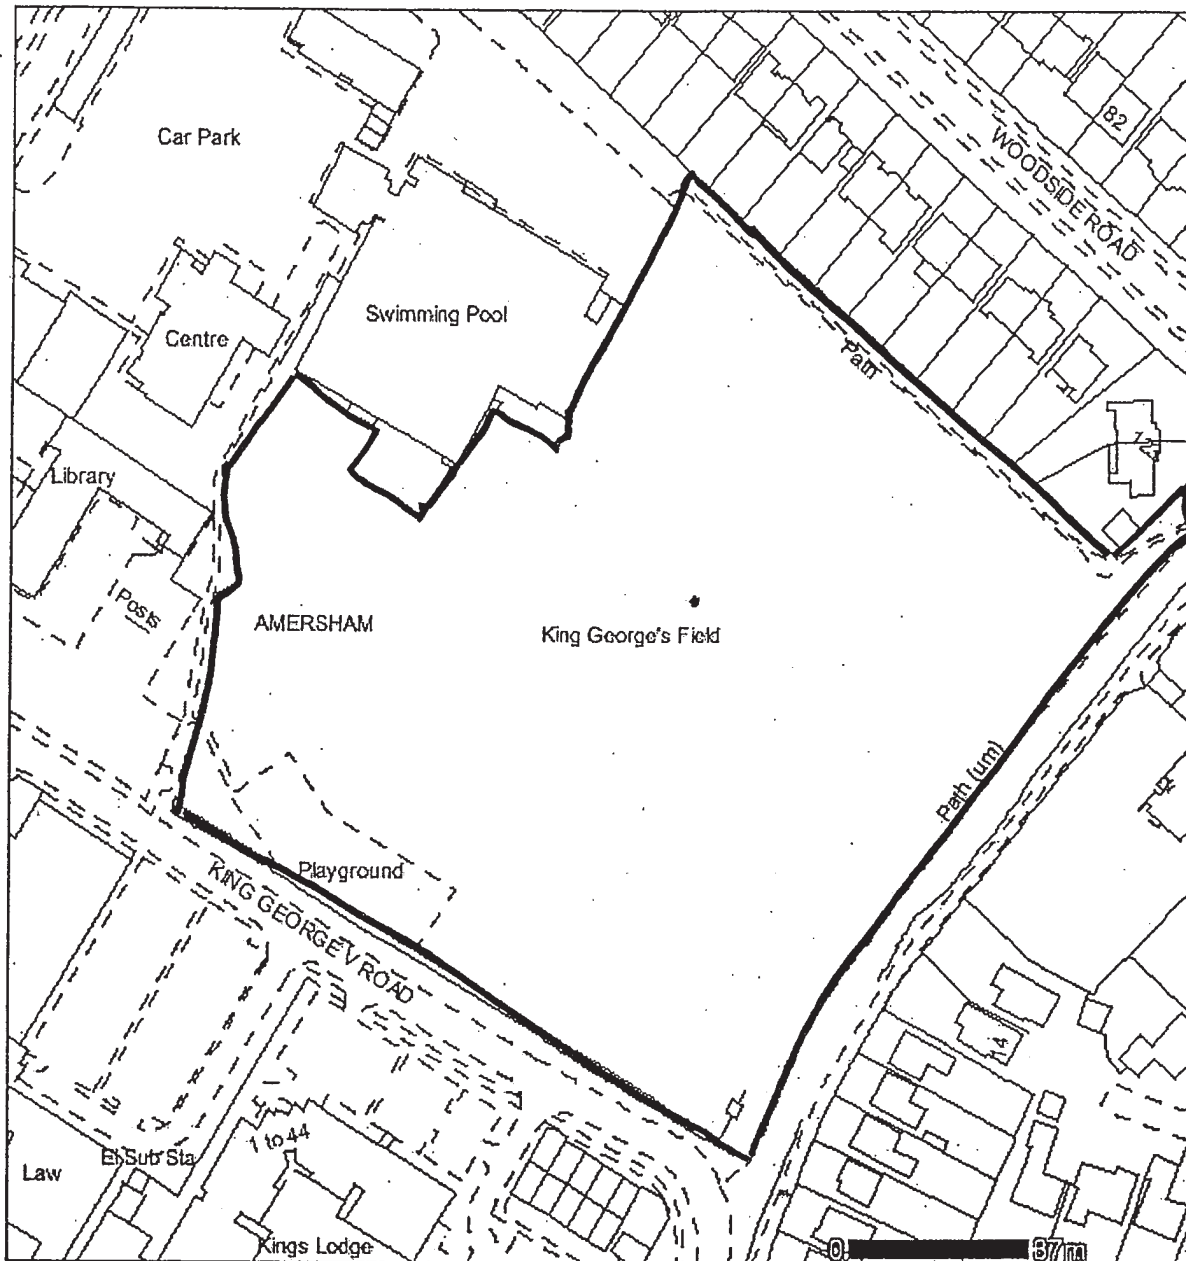 Car Park
82
WOODSIDE ROAD
Swimming Pool
Centre
Path
Library
Posts
AMERSHAM
King George's Field
Path (um)
Playground
KING GEORGE V ROAD
14
1 to 44
El Sub Sta
Law
Kings Lodge
0 87m